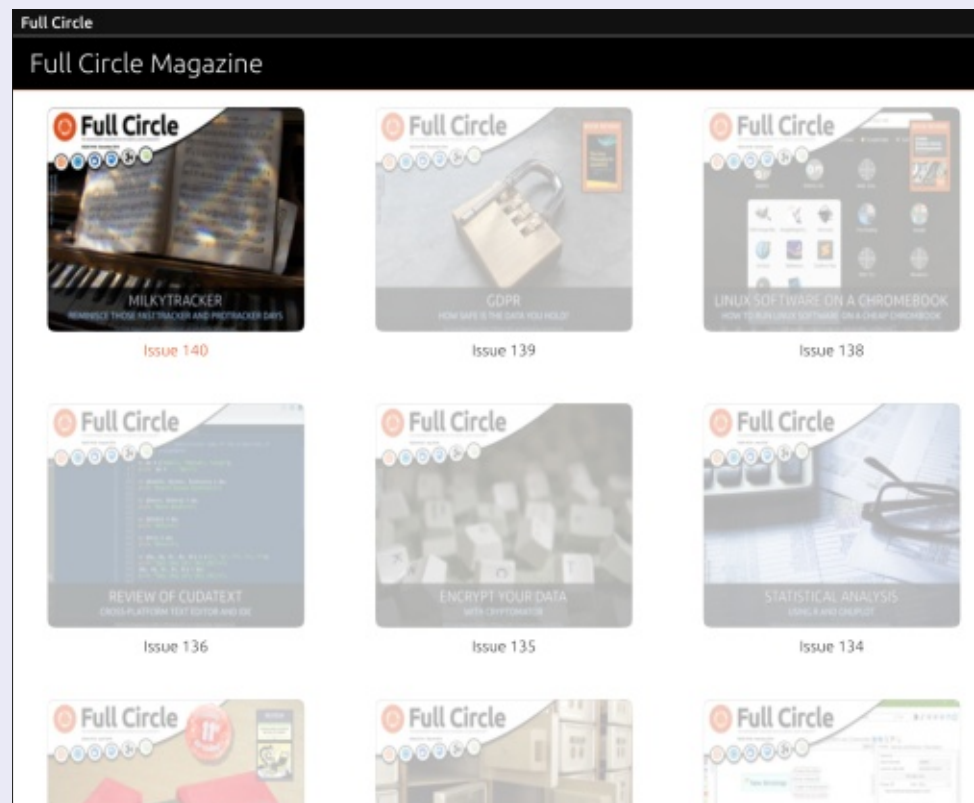 Full Circle
Full Circle Magazine
Full Circle
MILKYTRACKER
REMINISCE THOSE FASTTRACKER AND PROTRACKER DAYS
Issue 140
Full Circle
GDPR
HOW SAFE IS THE DATA YOU HOLD?
Issue 139
Full Circle
LINUX SOFTWARE ON A CHROMEBOOK
HOW TO RUN LINUX SOFTWARE ON A CHEAP CHROMEBOOK
Issue 138
Full Circle
REVIEW OF CUDATEXT
CROSS-PLATFORM TEXT EDITOR AND IDE
Issue 136
Full Circle
ENCRYPT YOUR DATA
WITH CRYPTOMATOR
Issue 135
Full Circle
STATISTICAL ANALYSIS
USING R AND GNUPLOT
Issue 134
Full Circle
Full Circle
Full Circle